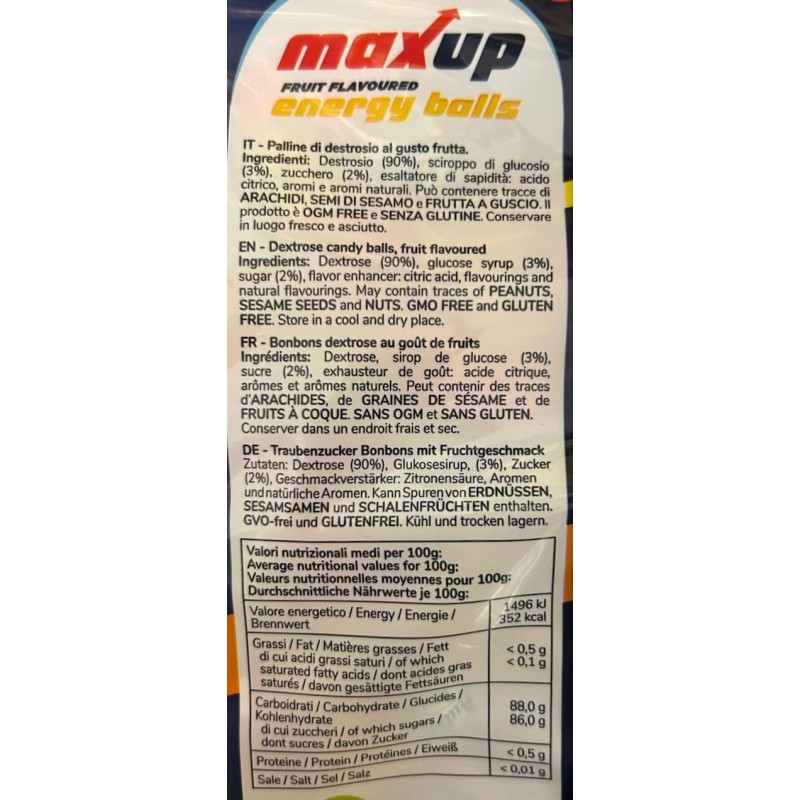 maxup
FRUIT FLAVOURED
energy balls
IT - Palline di destrosio al gusto frutta.
Ingredienti: Destrosio (90%), sciroppo di glucosio
(3%), zucchero (2%), esaltatore di sapidità: acido
citrico, aromi e aromi naturali. Può contenere tracce di
ARACHIDI, SEMI DI SESAMO e FRUTTA A GUSCIO. Il
prodotto è OGM FREE e SENZA GLUTINE. Conservare
in luogo fresco e asciutto.
EN - Dextrose candy balls, fruit flavoured
Ingredients: Dextrose (90%), glucose syrup (3%),
sugar (2%), flavor enhancer: citric acid, flavourings and
natural flavourings. May contain traces of PEANUTS,
SESAME SEEDS and NUTS. GMO FREE and GLUTEN
FREE. Store in a cool and dry place.
FR - Bonbons dextrose au goût de fruits
Ingrédients: Dextrose, sirop de glucose (3%),
sucre (2%), exhausteur de goût: acide citrique,
arômes et arômes naturels. Peut contenir des traces
d'ARACHIDES, de GRAINES DE SÉSAME et de
FRUITS À COQUE. SANS OGM et SANS GLUTEN.
Conserver dans un endroit frais et sec.
DE - Traubenzucker Bonbons mit Fruchtgeschmack
Zutaten: Dextrose (90%), Glukosesirup, (3%), Zucker
(2%), Geschmackverstärker: Zitronensäure, Aromen
und natürliche Aromen. Kann Spuren von ERDNÜSSEN,
SESAMSAMEN und SCHALENFRÜCHTEN enthalten.
GVO-frei und GLUTENFREI. Kühl und trocken lagern.
Valori nutrizionali medi per 100g:
Average nutritional values for 100g:
Valeurs nutritionnelles moyennes pour 100g:
Durchschnittliche Nährwerte je 100g:
Valore energetico / Energy / Energie / 1496 kJ
Brennwert 352 kcal
Grassi / Fat / Matières grasses / Fett < 0,5 g
di cui acidi grassi saturi / of which < 0,1 g
saturated fatty acids / dont acides gras
saturés / davon gesättigte Fettsäuren
Carboidrati / Carbohydrate / Glucides / 88,0 g
Kohlenhydrate 86,0 g
di cui zuccheri / of which sugars /
dont sucres / davon Zucker
Proteine / Protein / Protéines / Eiweiß < 0,5 g
Sale / Salt / Sel / Salz < 0,01 g